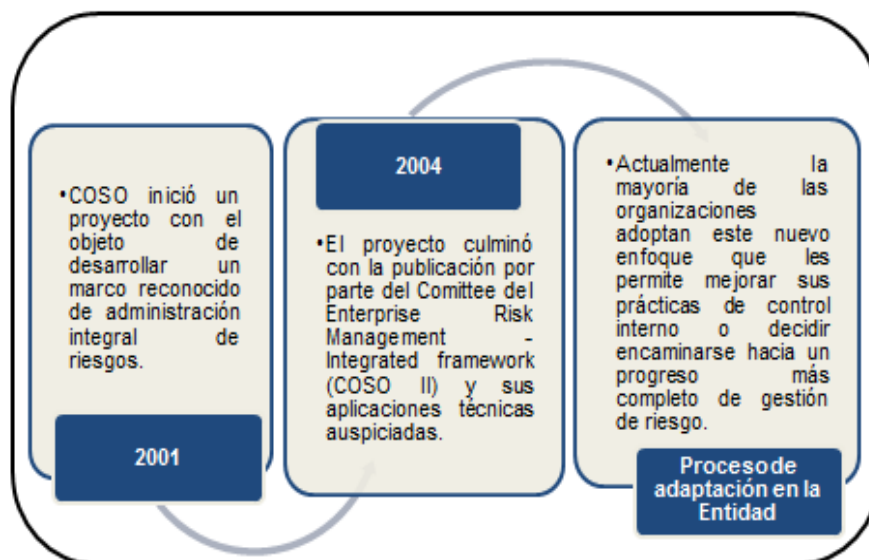 •COSO inició un
proyecto con el
objeto de
desarrollar un
marco reconocido
de administración
integral de
riesgos.
2001
2004
•El proyecto culminó
con la publicación por
parte del Comittee del
Enterprise Risk
Management -
Integrated framework
(COSO II) y sus
aplicaciones técnicas
auspiciadas.
•Actualmente la
mayoría de las
organizaciones
adoptan este nuevo
enfoque que les
permite mejorar sus
prácticas de control
interno o decidir
encaminarse hacia un
progreso más
completo de gestión
de riesgo.
Proceso de
adaptación en la
Entidad